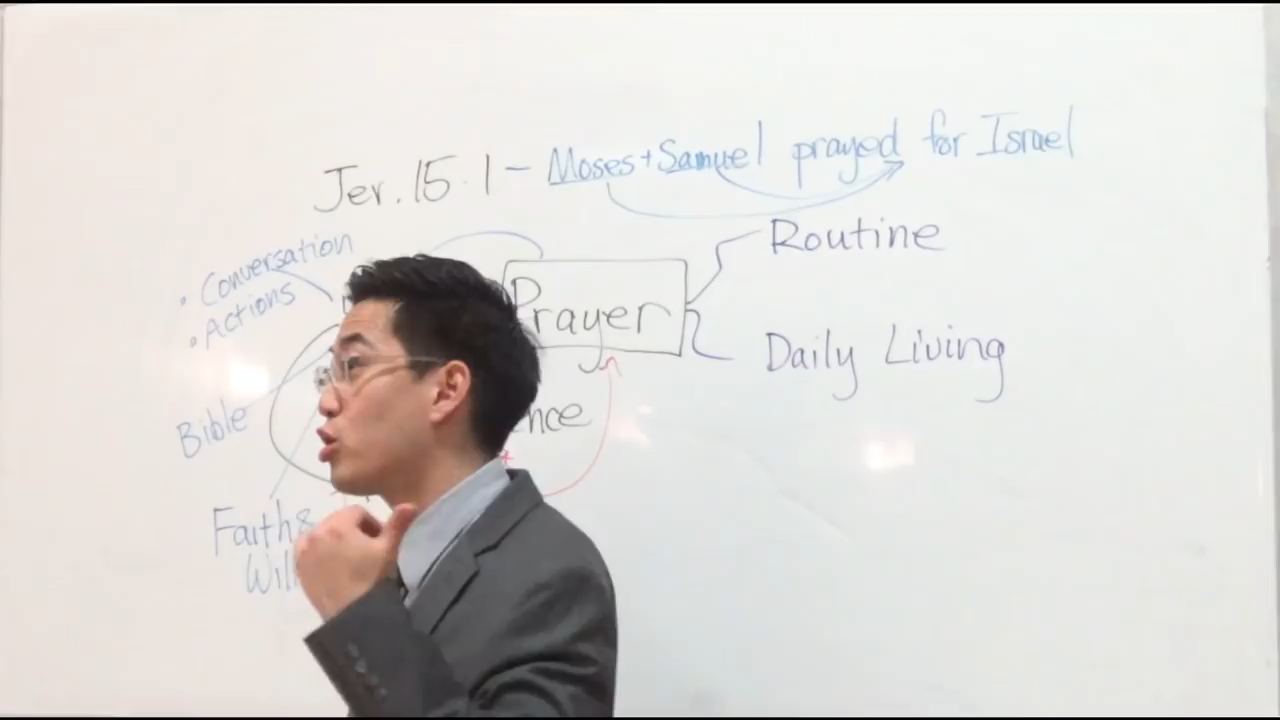 Jer. 15:1 - Moses + Samuel prayed for Israel
• Conversation
• Actions
Prayer
Routine
Daily Living
Bible
Faith &